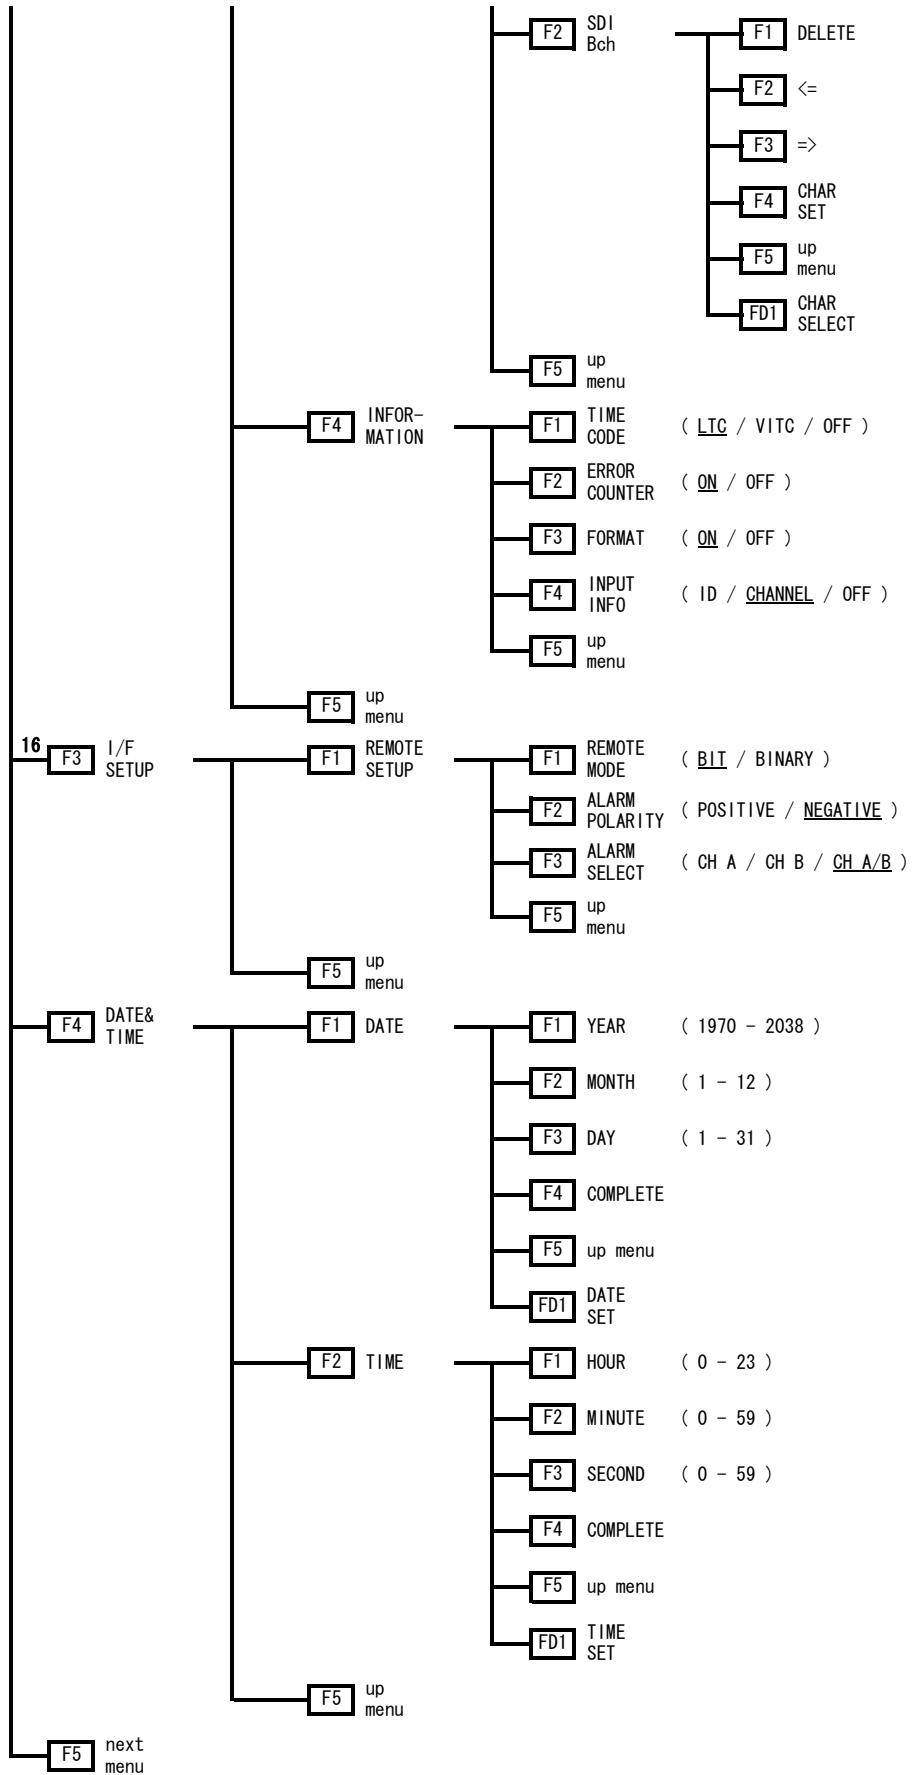 F2 SDI
Bch
F1 DELETE
F2 <=
F3 =>
F4 CHAR
SET
F5 up
menu
FD1 CHAR
SELECT
F5 up
menu
F4 INFOR-
MATION
F1 TIME
CODE ( LTC / VITC / OFF )
F2 ERROR
COUNTER ( ON / OFF )
F3 FORMAT ( ON / OFF )
F4 INPUT
INFO ( ID / CHANNEL / OFF )
F5 up
menu
F5 up
menu
16
F3 I/F
SETUP
F1 REMOTE
SETUP
F1 REMOTE
MODE ( BIT / BINARY )
F2 ALARM
POLARITY ( POSITIVE / NEGATIVE )
F3 ALARM
SELECT ( CH A / CH B / CH A/B )
F5 up
menu
F5 up
menu
F4 DATE&
TIME
F1 DATE
F1 YEAR ( 1970 - 2038 )
F2 MONTH ( 1 - 12 )
F3 DAY ( 1 - 31 )
F4 COMPLETE
F5 up menu
FD1 DATE
SET
F2 TIME
F1 HOUR ( 0 - 23 )
F2 MINUTE ( 0 - 59 )
F3 SECOND ( 0 - 59 )
F4 COMPLETE
F5 up menu
FD1 TIME
SET
F5 up
menu
F5 next
menu